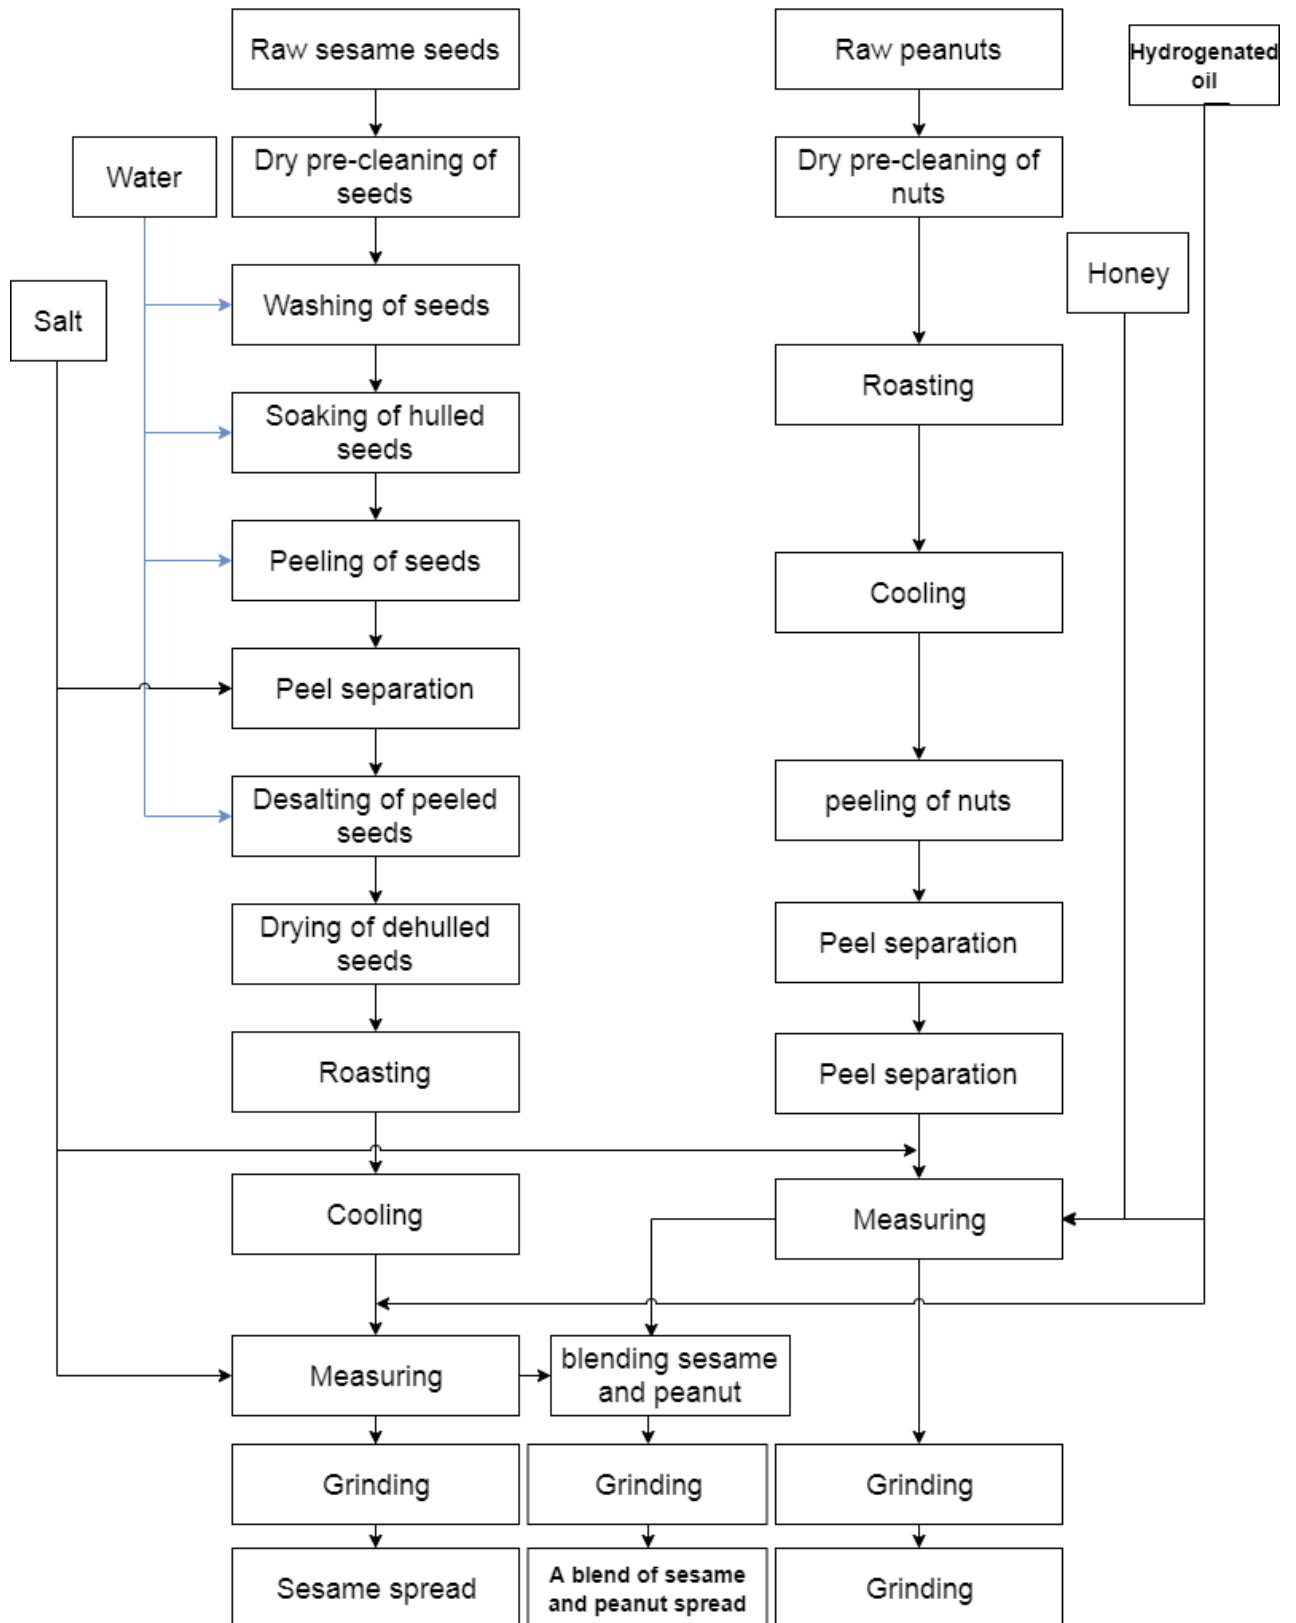 Raw sesame seeds
Raw peanuts
Hydrogenated
oil
Water
Dry pre-cleaning of
seeds
Dry pre-cleaning of
nuts
Honey
Salt
Washing of seeds
Roasting
Soaking of hulled
seeds
Peeling of seeds
Cooling
Peel separation
Desalting of peeled
seeds
peeling of nuts
Drying of dehulled
seeds
Peel separation
Roasting
Peel separation
Cooling
Measuring
Measuring
blending sesame
and peanut
Grinding
Grinding
Grinding
Sesame spread
A blend of sesame
and peanut spread
Grinding